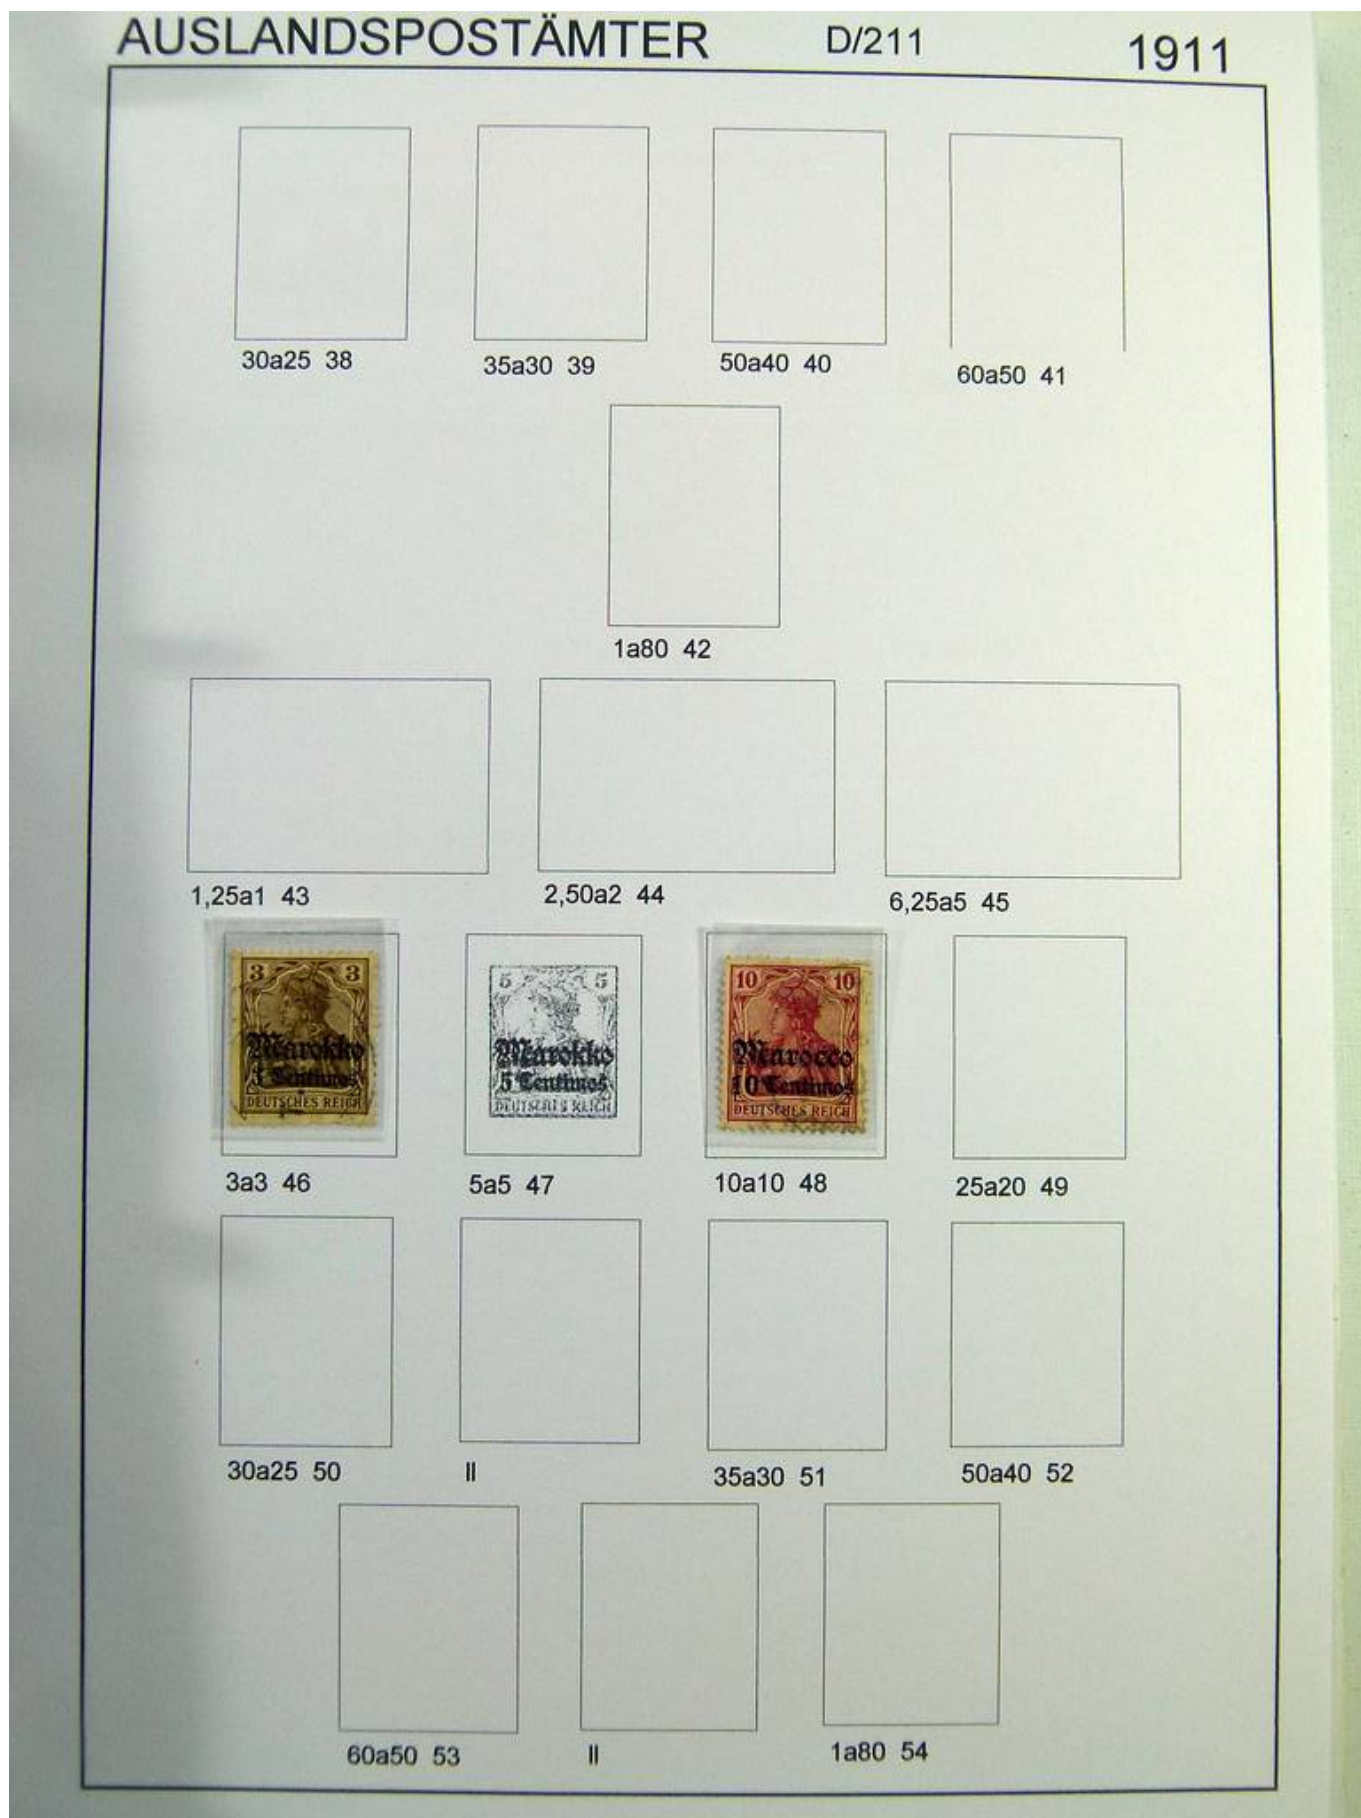 AUSLANDSPOSTÄMTER D/211 1911
30a25 38 35a30 39 50a40 40 60a50 41
1a80 42
1,25a1 43 2,50a2 44 6,25a5 45
3 3
Marokko
3 Centimos
DEUTSCHES REICH
5 5
Marokko
5 Centimos
DEUTSCHES REICH
10 10
Marocco
10 Centimos
DEUTSCHES REICH
3a3 46 5a5 47 10a10 48 25a20 49
30a25 50 II 35a30 51 50a40 52
60a50 53 II 1a80 54